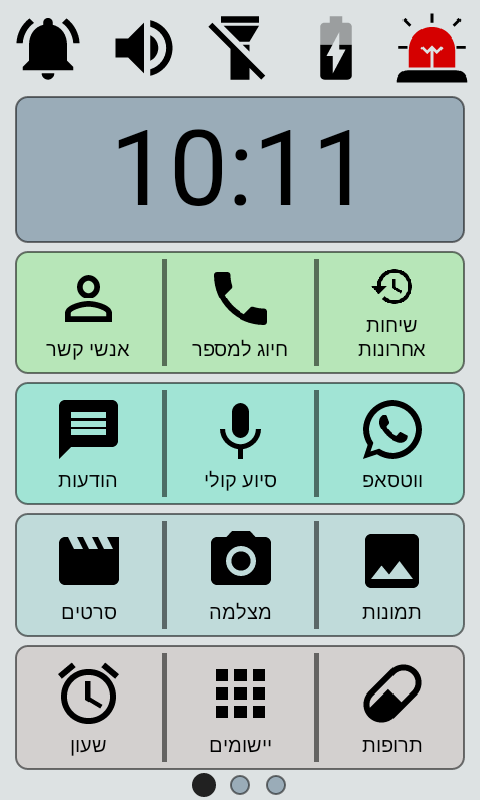 10:11
שיחות
אחרונות
חיוג למספר
אנשי קשר
ווטסאפ
סיוע קולי
הודעות
תמונות
מצלמה
סרטים
תרופות
יישומים
שעון